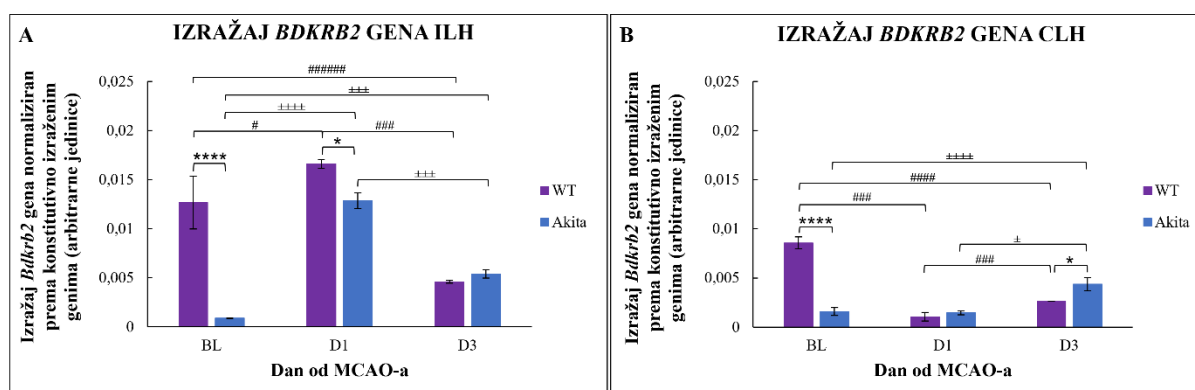 A
IZRAŽAJ BDKRB2 GENA ILH
Izražaj Bdkrb2 gena normaliziran
prema konstitutivno izraženim
genima (arbitrarne jedinice)
0,025
0,02
0,015
0,01
0,005
0
######
±±±
±±±±
#
###
****
*
±±±
BL
D1
D3
Dan od MCAO-a
WT
Akita
B
IZRAŽAJ BDKRB2 GENA CLH
Izražaj Bdkrb2 gena normaliziran
prema konstitutivno izraženim
genima (arbitrarne jedinice)
0,025
0,02
0,015
0,01
0,005
0
±±±±
####
###
****
±
###
*
BL
D1
D3
Dan od MCAO-a
WT
Akita